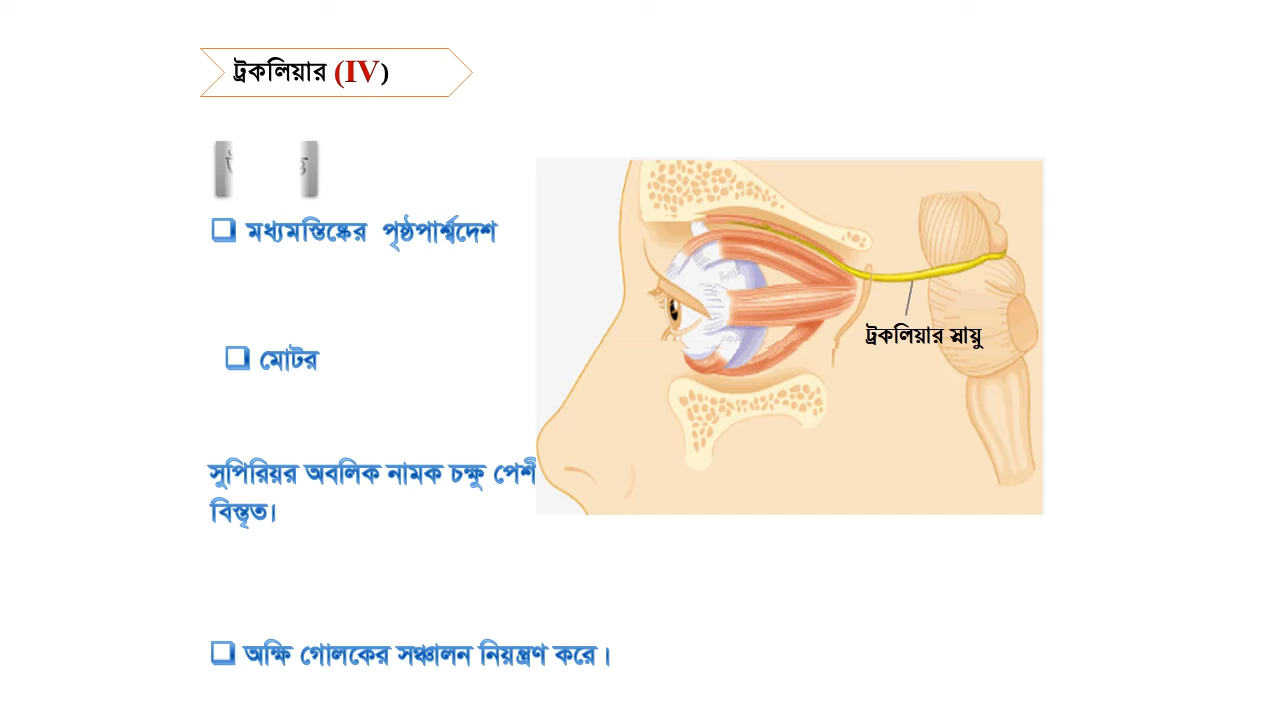 ট্রকলিয়ার (IV)
মধ্যমস্তিষ্কের পৃষ্ঠপার্শ্বদেশ
ট্রকলিয়ার স্নায়ু
মোটর
সুপিরিয়র অবলিক নামক চক্ষু পেশী
বিস্তৃত।
অক্ষি গোলকের সঞ্চালন নিয়ন্ত্রণ করে।